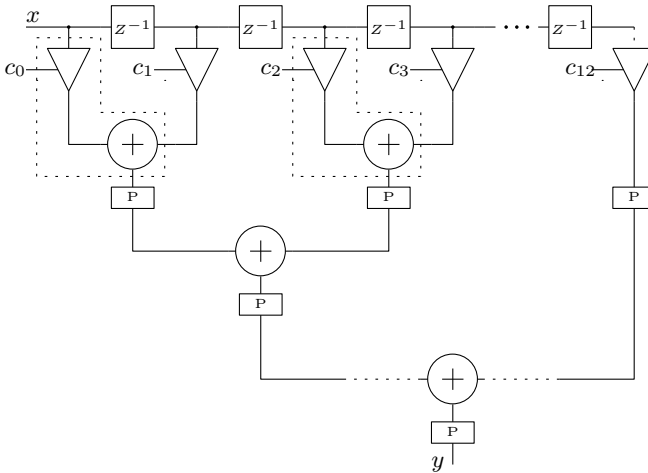 x z⁻¹ z⁻¹ z⁻¹ ... z⁻¹
c₀ c₁ c₂ c₃ c₁₂
+ +
P P P
+
P
+
P
y